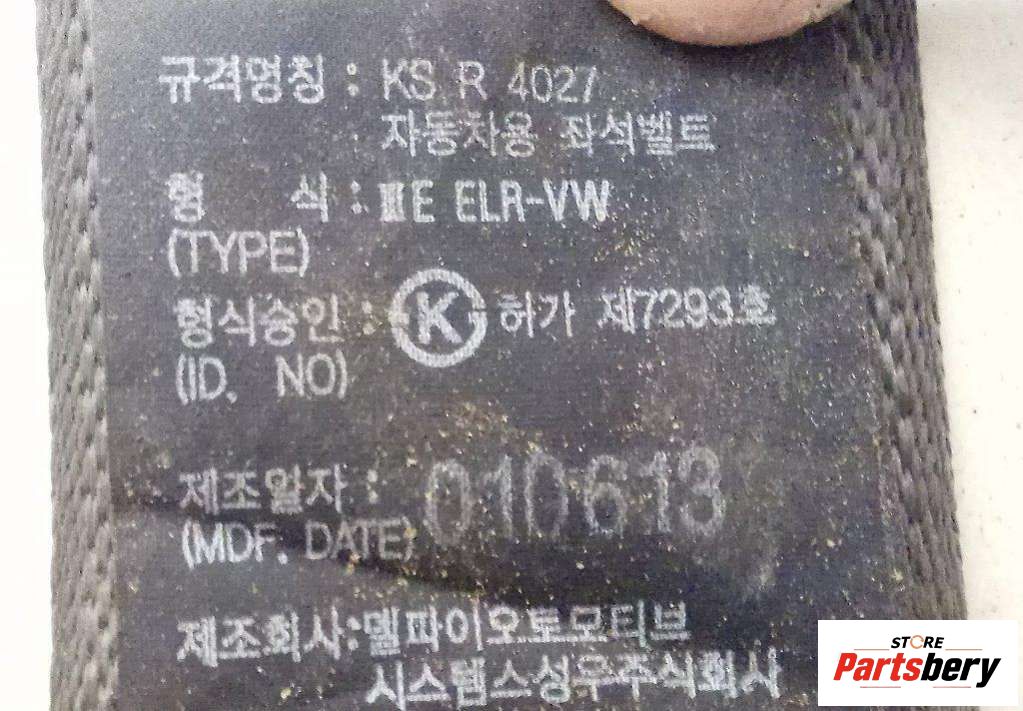 규격명칭 : KS R 4027
자동차용 좌석벨트
형 식 : ⅢE ELR-VW
(TYPE)
형식승인 : K 허가 제7293호
(ID. NO)
제조일자 : 010613
(MDF. DATE)
제조회사:델파이오토모티브
시스템스성우주식회사
STORE
Partsbery